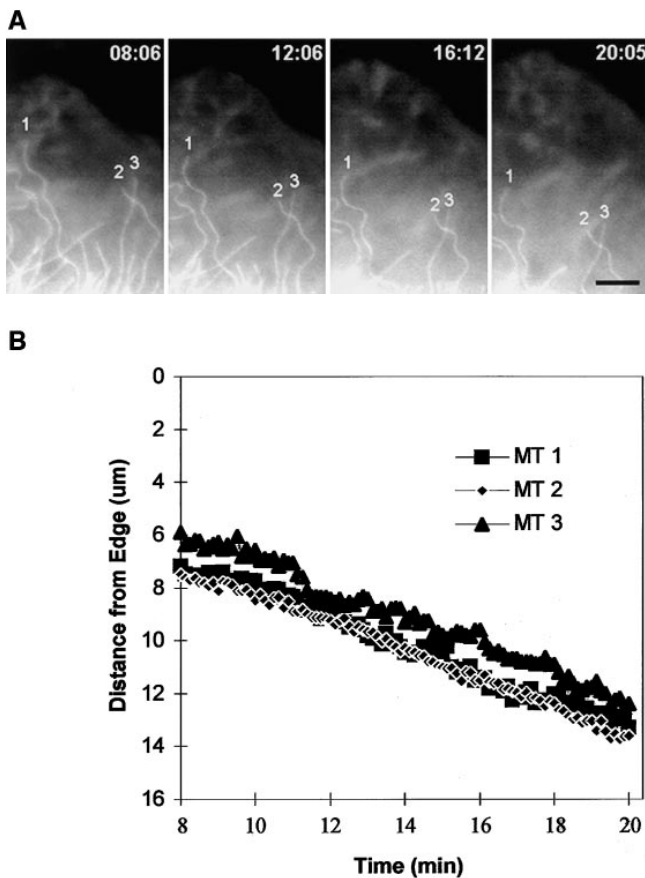 A
08:06 12:06 16:12 20:05
1 2 3
1 2 3
1 2 3
1 2 3
B
0
2
4
6
8
10
12
14
16
Distance from Edge (um)
MT 1
MT 2
MT 3
8 10 12 14 16 18 20
Time (min)